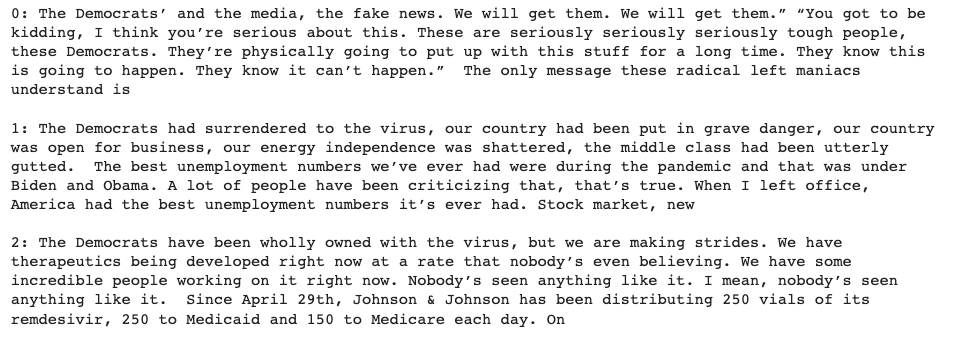 0: The Democrats’ and the media, the fake news. We will get them. We will get them.” “You got to be
kidding, I think you’re serious about this. These are seriously seriously seriously tough people,
these Democrats. They’re physically going to put up with this stuff for a long time. They know this
is going to happen. They know it can’t happen.”  The only message these radical left maniacs
understand is
1: The Democrats had surrendered to the virus, our country had been put in grave danger, our country
was open for business, our energy independence was shattered, the middle class had been utterly
gutted.  The best unemployment numbers we’ve ever had were during the pandemic and that was under
Biden and Obama. A lot of people have been criticizing that, that’s true. When I left office,
America had the best unemployment numbers it’s ever had. Stock market, new
2: The Democrats have been wholly owned with the virus, but we are making strides. We have
therapeutics being developed right now at a rate that nobody’s even believing. We have some
incredible people working on it right now. Nobody’s seen anything like it. I mean, nobody’s seen
anything like it.  Since April 29th, Johnson & Johnson has been distributing 250 vials of its
remdesivir, 250 to Medicaid and 150 to Medicare each day. On